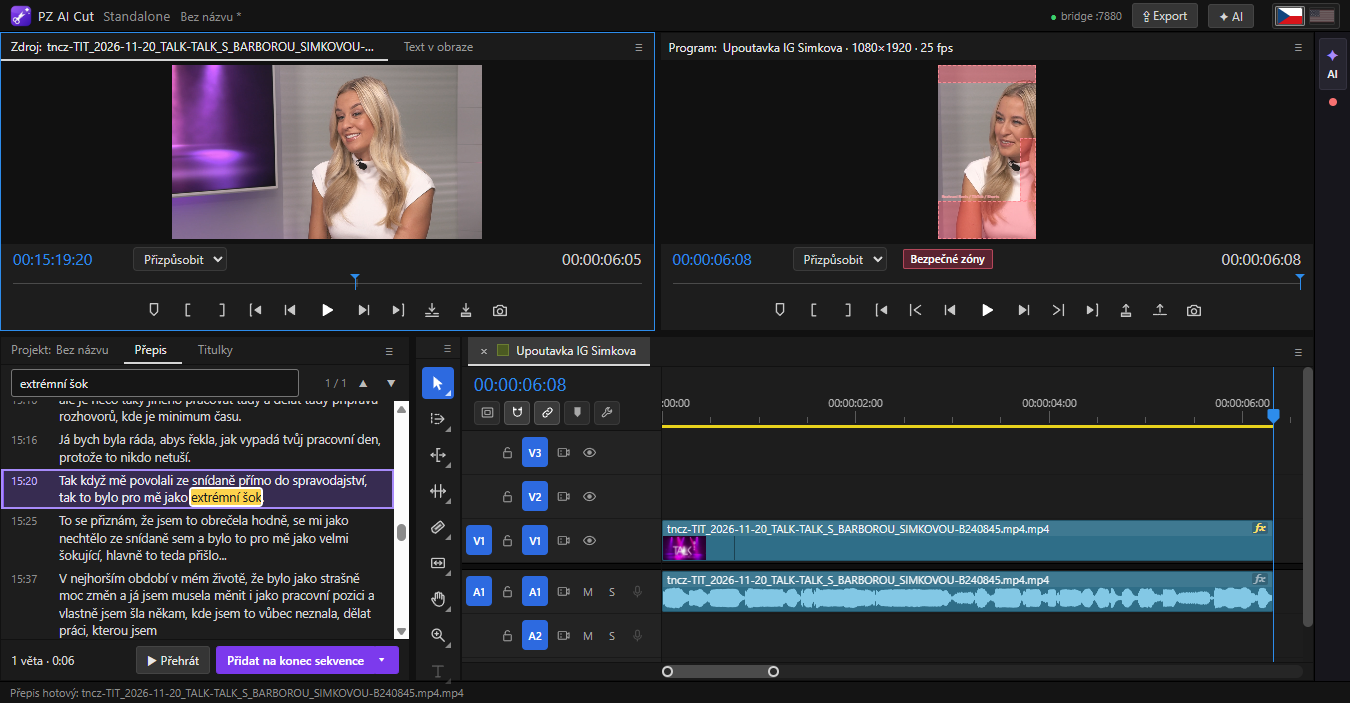 PZ AI Cut Standalone Bez názvu *
bridge :7880
Export
AI
Zdroj: tncz-TIT_2026-11-20_TALK-TALK_S_BARBOROU_SIMKOVOU-...
Text v obraze
Program: Upoutavka IG Simkova · 1080×1920 · 25 fps
AI
00:15:19:20
Přizpůsobit
00:00:06:05
00:00:06:08
Přizpůsobit
Bezpečné zóny
00:00:06:08
Projekt: Bez názvu
Přepis
Titulky
extrémní šok
1 / 1
rozhovorů, kde je minimum času.
15:16
Já bych byla ráda, abys řekla, jak vypadá tvůj pracovní den,
protože to nikdo netuší.
15:20
Tak když mě povolali ze snídaně přímo do spravodajství,
tak to bylo pro mě jako extrémní šok
15:25
To se přiznám, že jsem to obrečela hodně, se mi jako
nechtělo ze snídaně sem a bylo to pro mě jako velmi
šokující, hlavně to teda přišlo...
15:37
V nejhorším období v mém životě, že bylo jako strašně
moc změn a já jsem musela měnit i jako pracovní pozici a
vlastně jsem šla někam, kde jsem to vůbec neznala, dělat
práci, kterou jsem
1 věta · 0:06
Přehrát
Přidat na konec sekvence
Upoutavka IG Simkova
00:00:06:08
:00:00
00:00:02:00
00:00:04:00
00:00:06:00
V3
V2
V1
V1
tncz-TIT_2026-11-20_TALK-TALK_S_BARBOROU_SIMKOVOU-B240845.mp4.mp4
fx
TALK
A1
A1
M
S
tncz-TIT_2026-11-20_TALK-TALK_S_BARBOROU_SIMKOVOU-B240845.mp4.mp4
fx
A2
M
S
Přepis hotový: tncz-TIT_2026-11-20_TALK-TALK_S_BARBOROU_SIMKOVOU-B240845.mp4.mp4